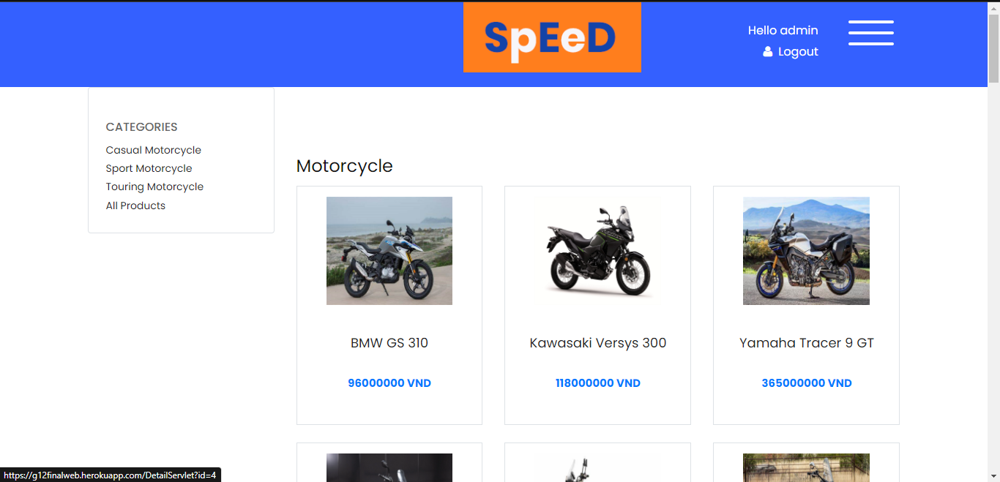 SpEeD
Hello admin
Logout
CATEGORIES
Casual Motorcycle
Sport Motorcycle
Touring Motorcycle
All Products
Motorcycle
BMW GS 310
96000000 VND
Kawasaki Versys 300
118000000 VND
Yamaha Tracer 9 GT
365000000 VND
https://g12finalweb.herokuapp.com/DetailServlet?id=4